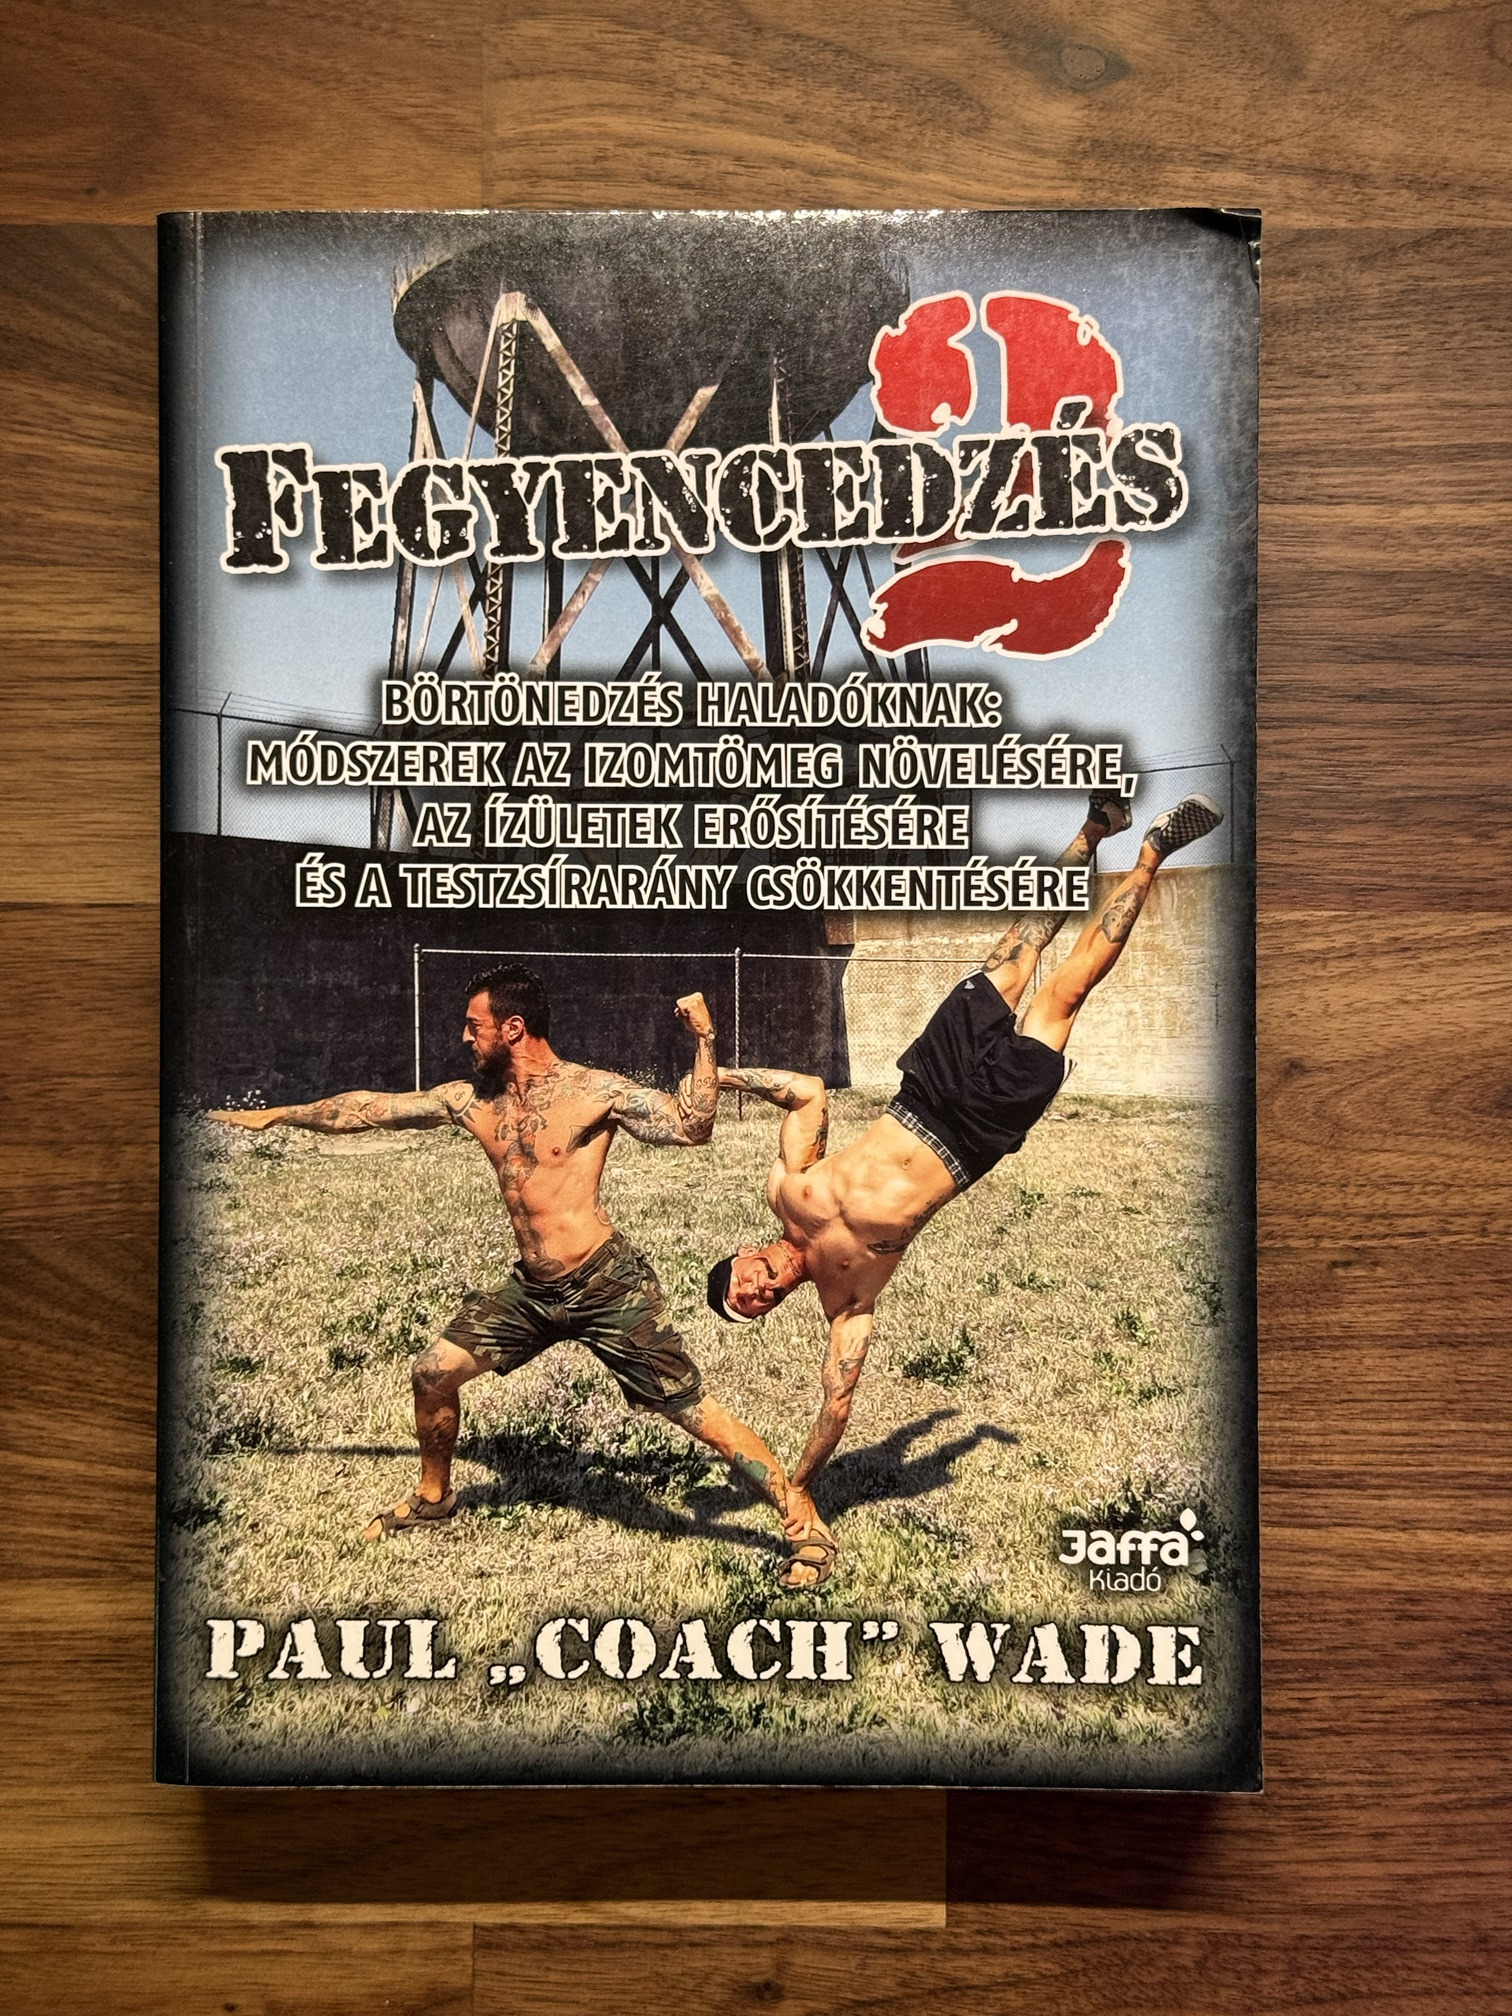 FEGYENCEDZÉS 2
BÖRTÖNEDZÉS HALADÓKNAK:
MÓDSZEREK AZ IZOMTÖMEG NÖVELÉSÉRE,
AZ ÍZÜLETEK ERŐSÍTÉSÉRE
ÉS A TESTZSÍRARÁNY CSÖKKENTÉSÉRE
Jaffa
Kiadó
PAUL „COACH” WADE